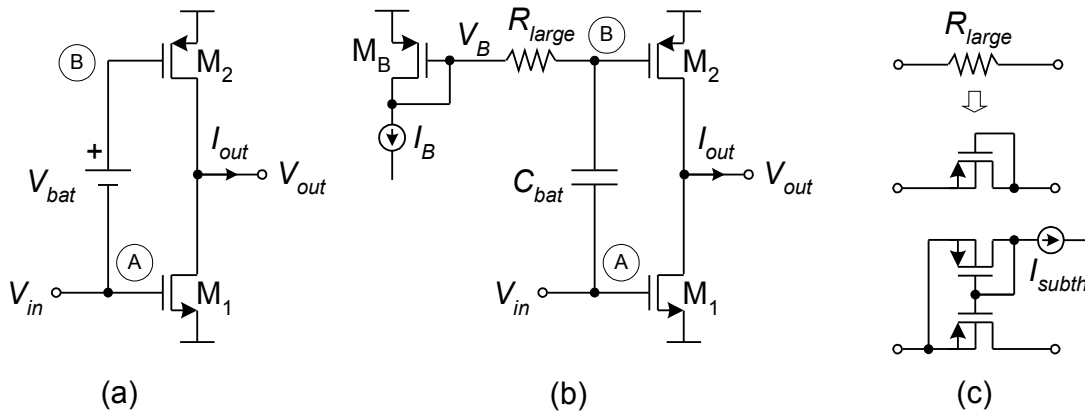 B
M2
+
Vbat
Iout
Vout
A
Vin
M1
(a)
MB
VB
Rlarge
B
M2
IB
Cbat
Iout
Vout
A
Vin
M1
(b)
Rlarge
Isubth
(c)